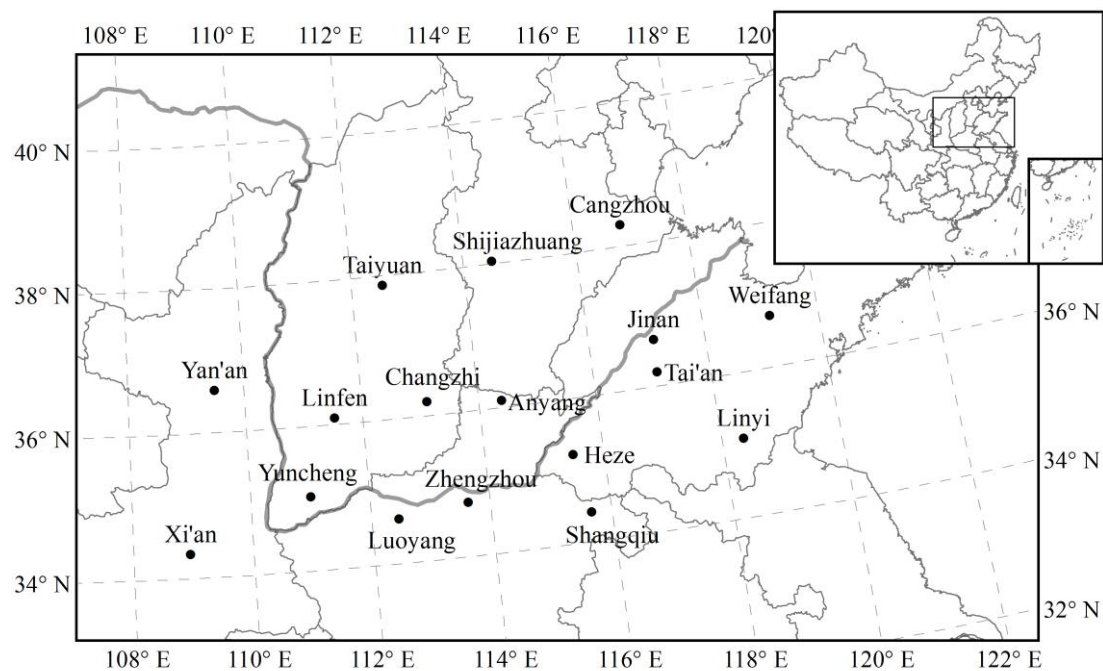 108° E 110° E 112° E 114° E 116° E 118° E 120°
40° N
Cangzhou
Shijiazhuang
Taiyuan
38° N
Weifang
36° N
Jinan
Yan'an
Changzhi
Tai'an
Linfen
Anyang
Linyi
36° N
Heze
34° N
Yuncheng
Zhengzhou
Xi'an
Luoyang
Shangqiu
34° N
32° N
108° E 110° E 112° E 114° E 116° E 118° E 120° E 122° E